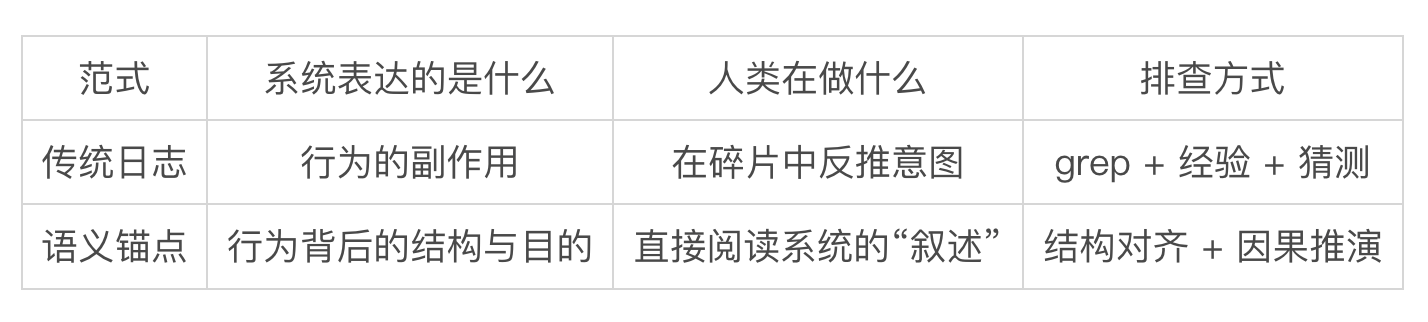 范式 系统表达的是什么 人类在做什么 排查方式
传统日志 行为的副作用 在碎片中反推意图 grep + 经验 + 猜测
语义锚点 行为背后的结构与目的 直接阅读系统的“叙述” 结构对齐 + 因果推演